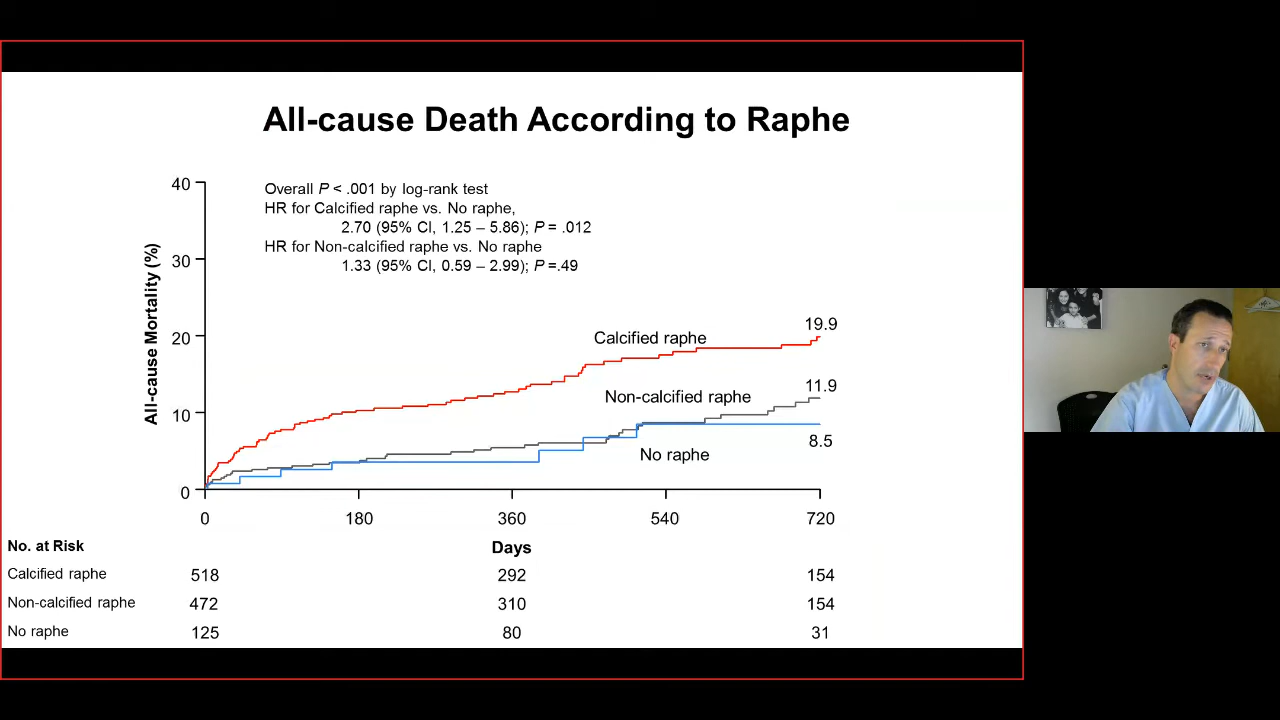 All-cause Death According to Raphe
Overall P < .001 by log-rank test
HR for Calcified raphe vs. No raphe,
2.70 (95% CI, 1.25 – 5.86); P = .012
HR for Non-calcified raphe vs. No raphe
1.33 (95% CI, 0.59 – 2.99); P =.49
All-cause Mortality (%)
40
30
20
10
0
Calcified raphe
19.9
Non-calcified raphe
11.9
No raphe
8.5
0 180 360 540 720
Days
No. at Risk
Calcified raphe 518 292 154
Non-calcified raphe 472 310 154
No raphe 125 80 31